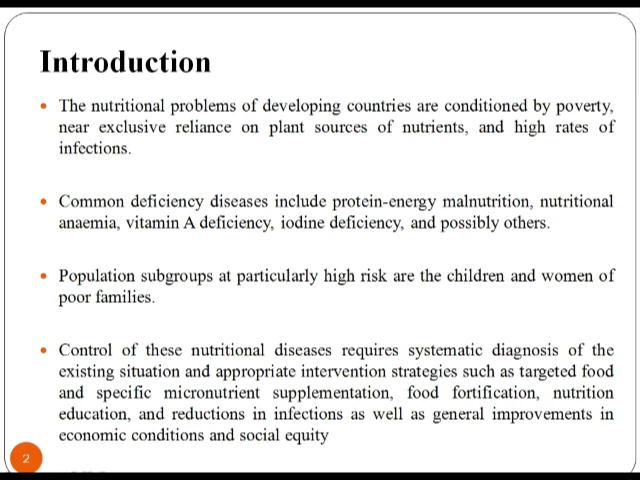 Introduction
• The nutritional problems of developing countries are conditioned by poverty,
near exclusive reliance on plant sources of nutrients, and high rates of
infections.
• Common deficiency diseases include protein-energy malnutrition, nutritional
anaemia, vitamin A deficiency, iodine deficiency, and possibly others.
• Population subgroups at particularly high risk are the children and women of
poor families.
• Control of these nutritional diseases requires systematic diagnosis of the
existing situation and appropriate intervention strategies such as targeted food
and specific micronutrient supplementation, food fortification, nutrition
education, and reductions in infections as well as general improvements in
economic conditions and social equity
2